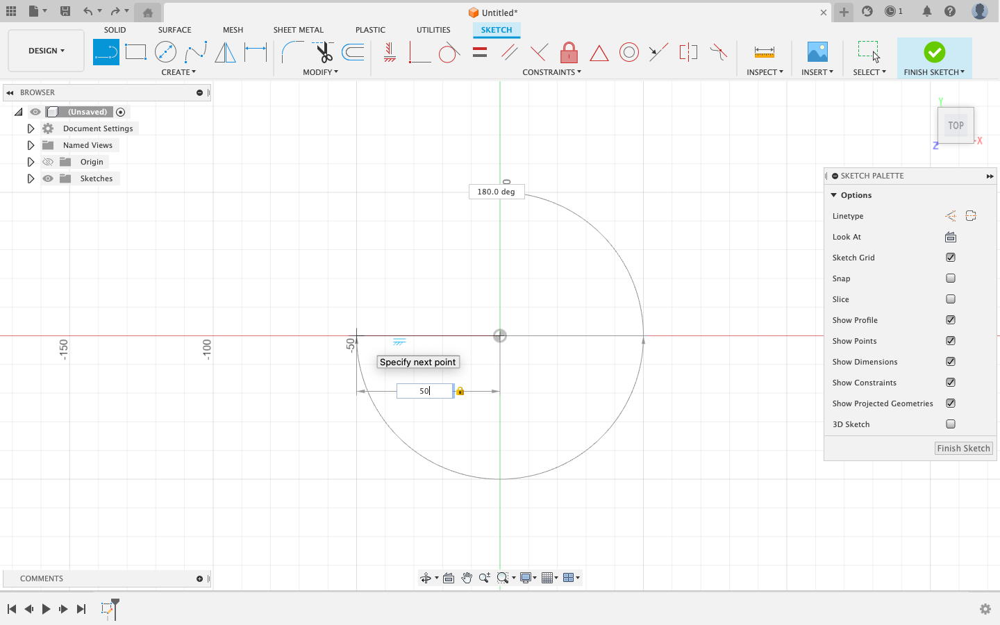 Untitled*
1
DESIGN
SOLID
SURFACE
MESH
SHEET METAL
PLASTIC
UTILITIES
SKETCH
CREATE
MODIFY
CONSTRAINTS
INSPECT
INSERT
SELECT
FINISH SKETCH
BROWSER
(Unsaved)
Document Settings
Named Views
Origin
Sketches
Y
TOP
X
Z
SKETCH PALETTE
Options
Linetype
Look At
Sketch Grid
Snap
Slice
Show Profile
Show Points
Show Dimensions
Show Constraints
Show Projected Geometries
3D Sketch
Finish Sketch
180.0 deg
-150
-100
-50
Specify next point
50
COMMENTS